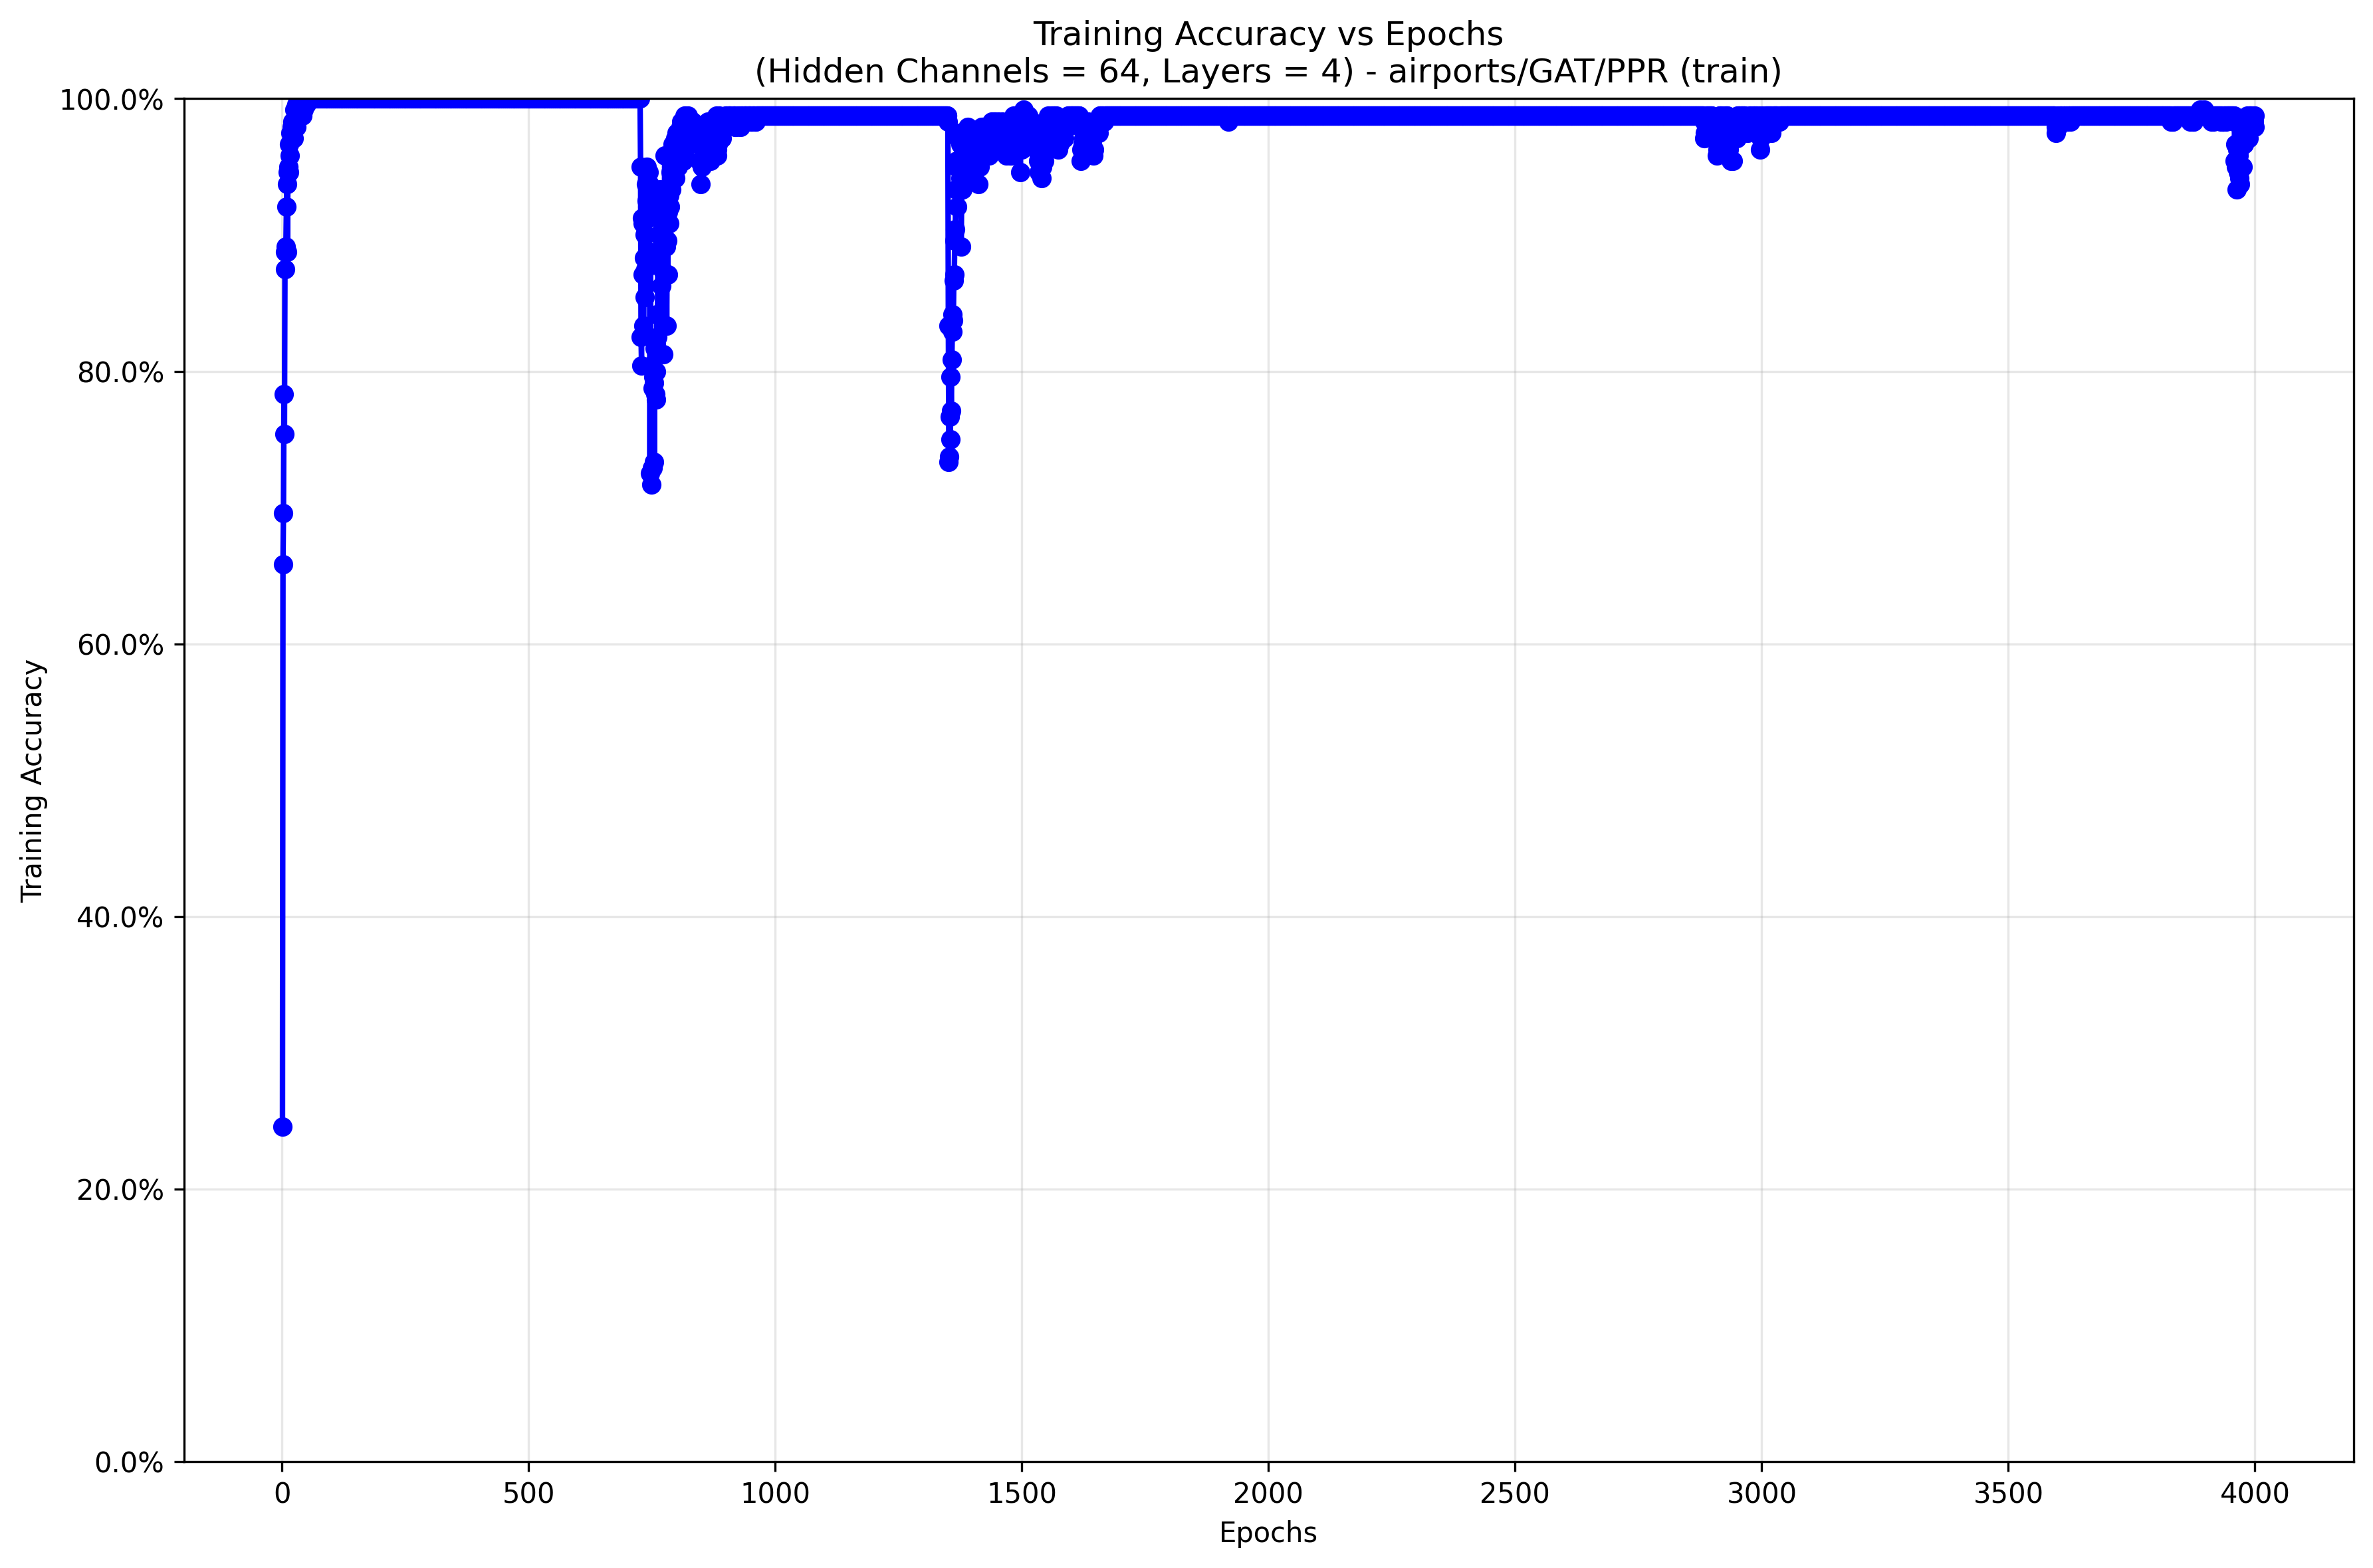 Training Accuracy vs Epochs
(Hidden Channels = 64, Layers = 4) - airports/GAT/PPR (train)
Training Accuracy
100.0%
80.0%
60.0%
40.0%
20.0%
0.0%
0 500 1000 1500 2000 2500 3000 3500 4000
Epochs